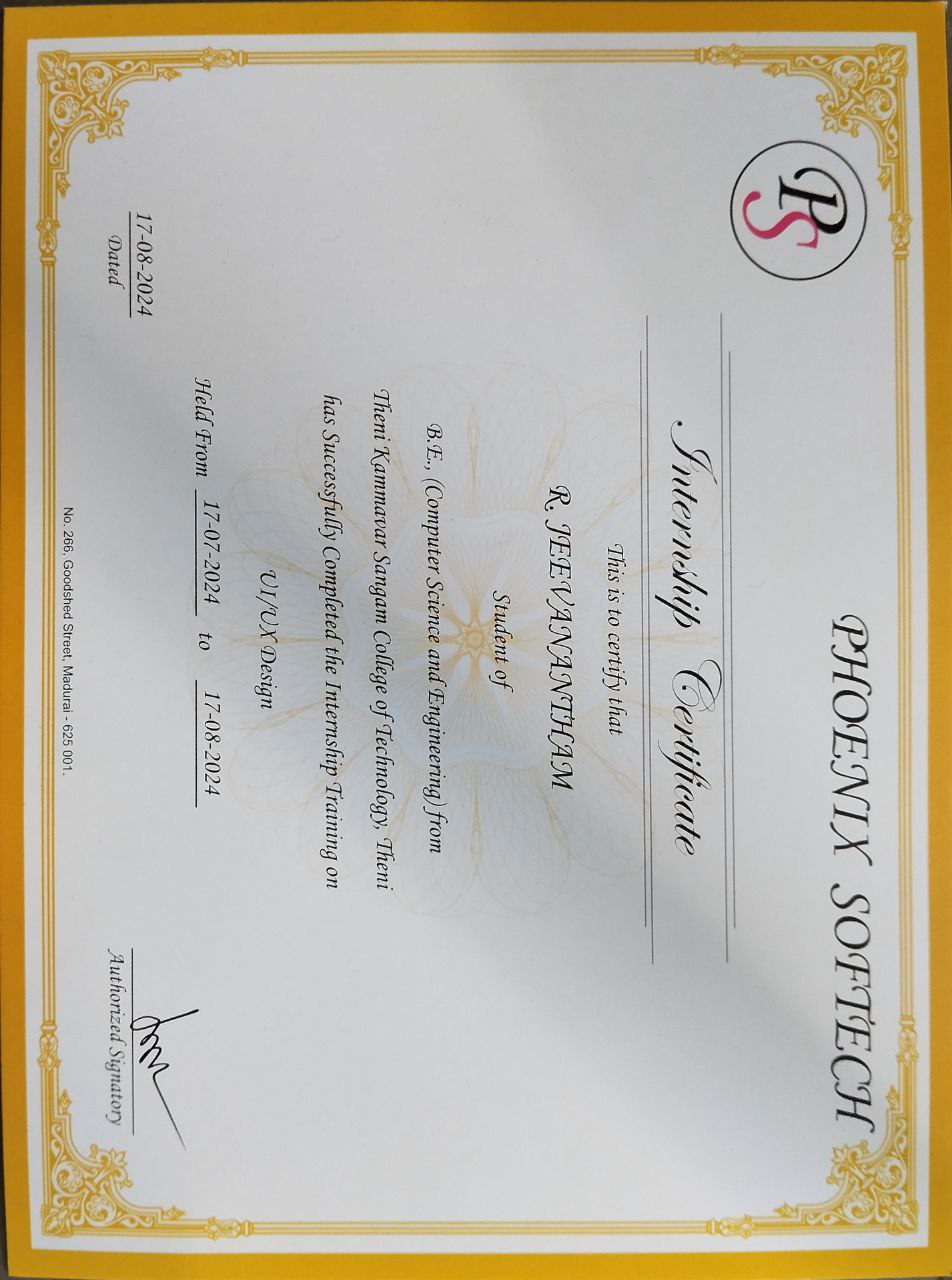 PS
PHOENIX SOFTECH
Internship Certificate
This is to certify that
R. JEEVANANTHAM
Student of
B.E., (Computer Science and Engineering) from
Theni Kammavar Sangam College of Technology, Theni
has Successfully Completed the Internship Training on
UI/UX Design
Held From 17-07-2024 to 17-08-2024
17-08-2024
Dated
Authorized Signatory
No. 266, Goodshed Street, Madurai - 625 001.